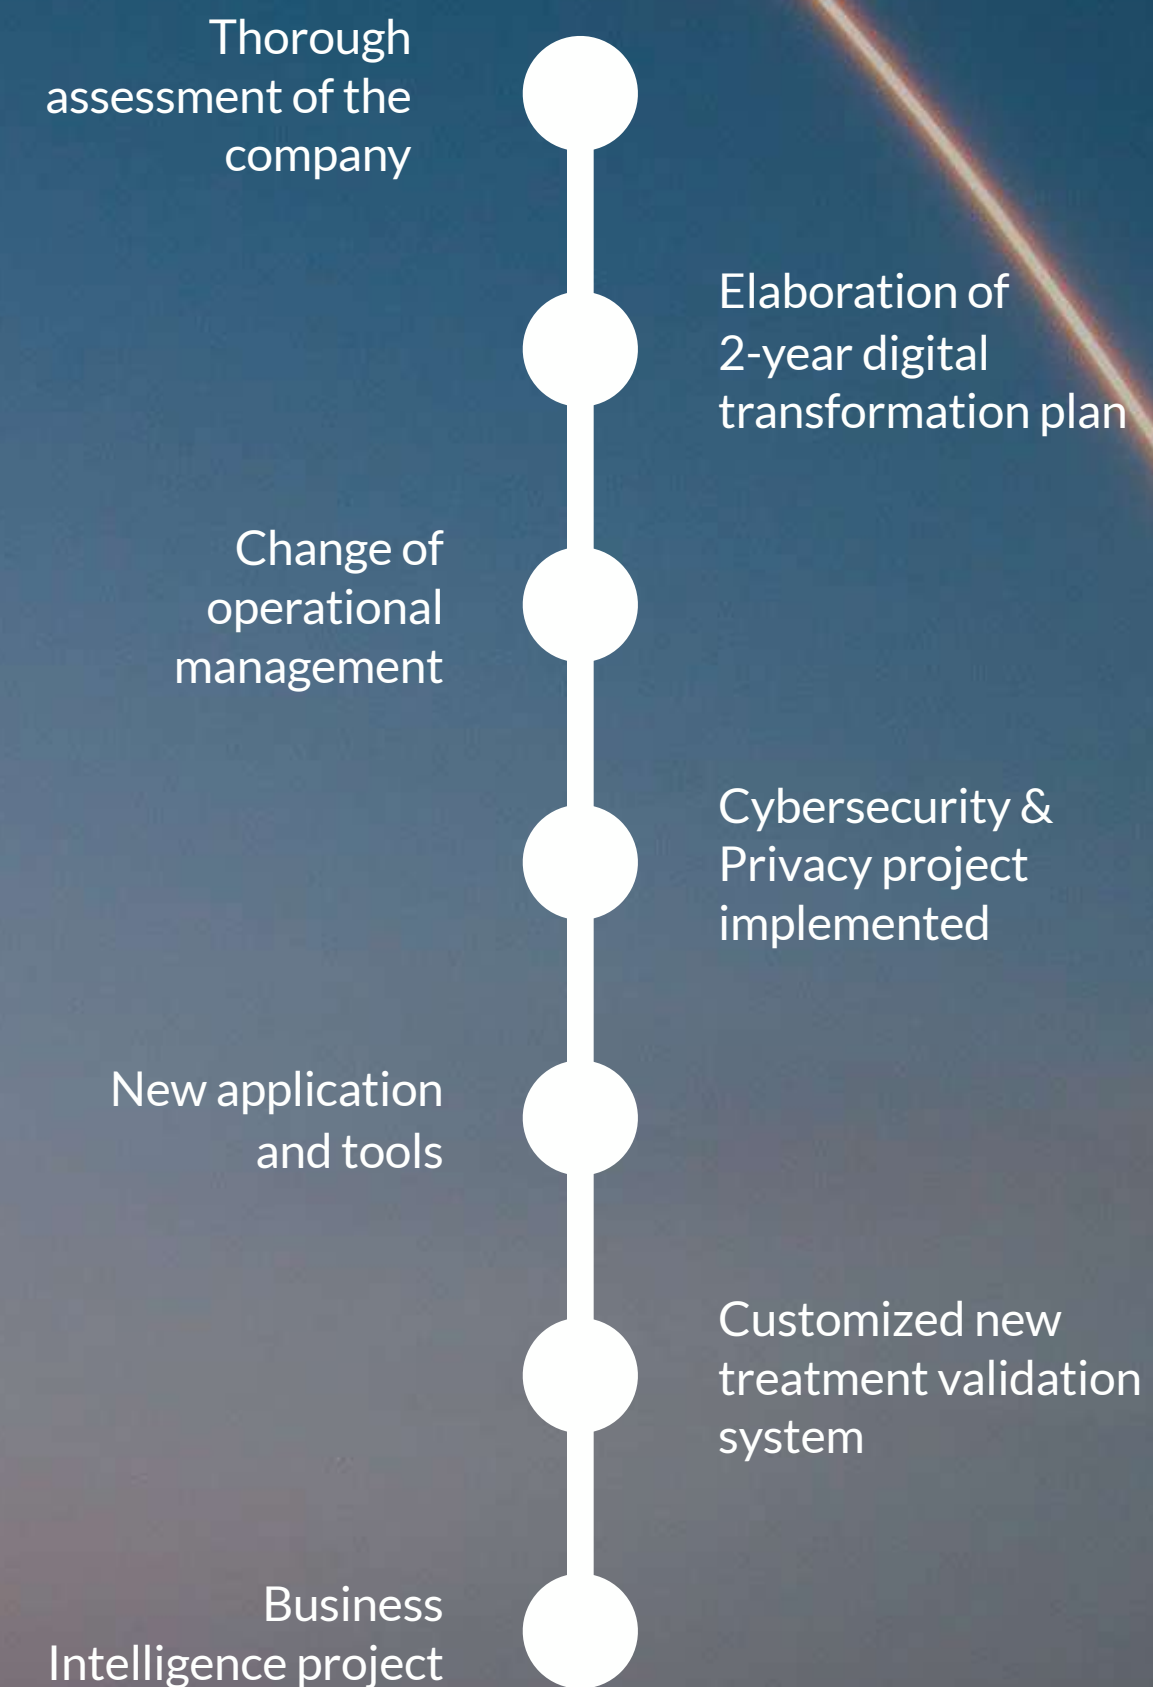 Thorough
assessment of the
company
Elaboration of
2-year digital
transformation plan
Change of
operational
management
Cybersecurity &
Privacy project
implemented
New application
and tools
Customized new
treatment validation
system
Business
Intelligence project